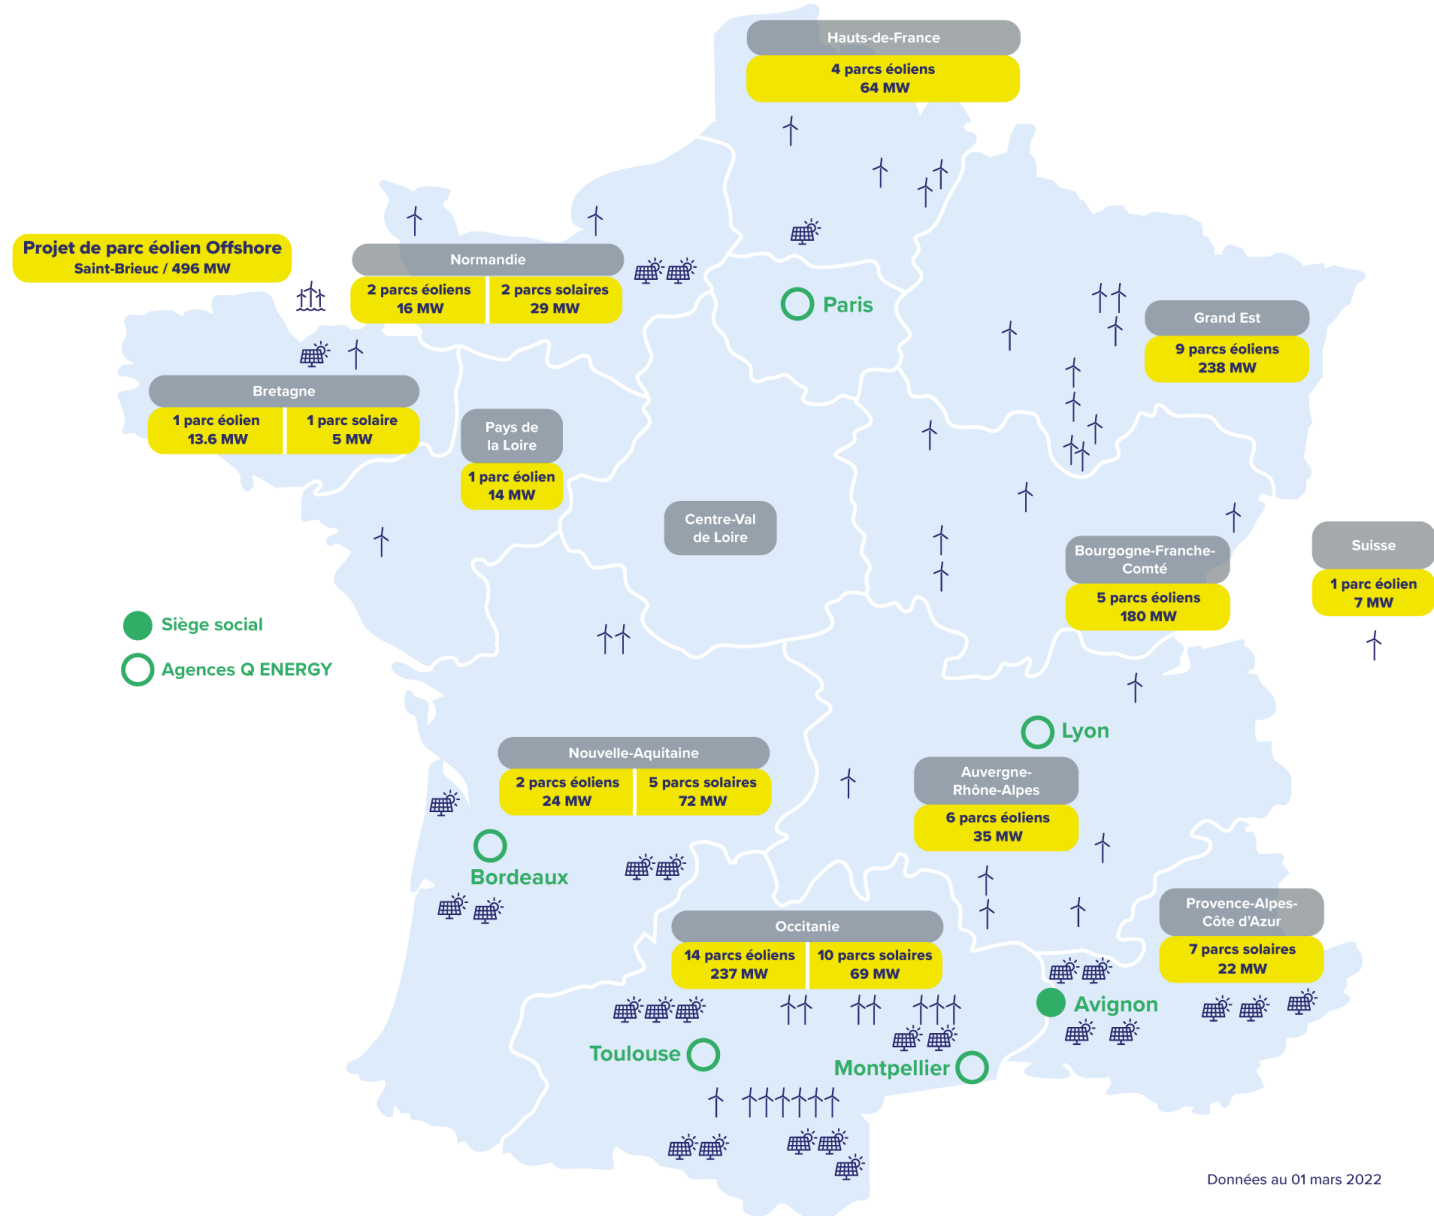 Hauts-de-France
4 parcs éoliens
64 MW
Projet de parc éolien Offshore
Saint-Brieuc / 496 MW
Normandie
2 parcs éoliens
16 MW
2 parcs solaires
29 MW
Paris
Grand Est
9 parcs éoliens
238 MW
Bretagne
1 parc éolien
13.6 MW
1 parc solaire
5 MW
Pays de
la Loire
1 parc éolien
14 MW
Centre-Val
de Loire
Bourgogne-Franche-
Comté
5 parcs éoliens
180 MW
Suisse
1 parc éolien
7 MW
Siège social
Agences Q ENERGY
Lyon
Nouvelle-Aquitaine
2 parcs éoliens
24 MW
5 parcs solaires
72 MW
Auvergne-
Rhône-Alpes
6 parcs éoliens
35 MW
Bordeaux
Provence-Alpes-
Côte d'Azur
7 parcs solaires
22 MW
Occitanie
14 parcs éoliens
237 MW
10 parcs solaires
69 MW
Avignon
Toulouse
Montpellier
Données au 01 mars 2022